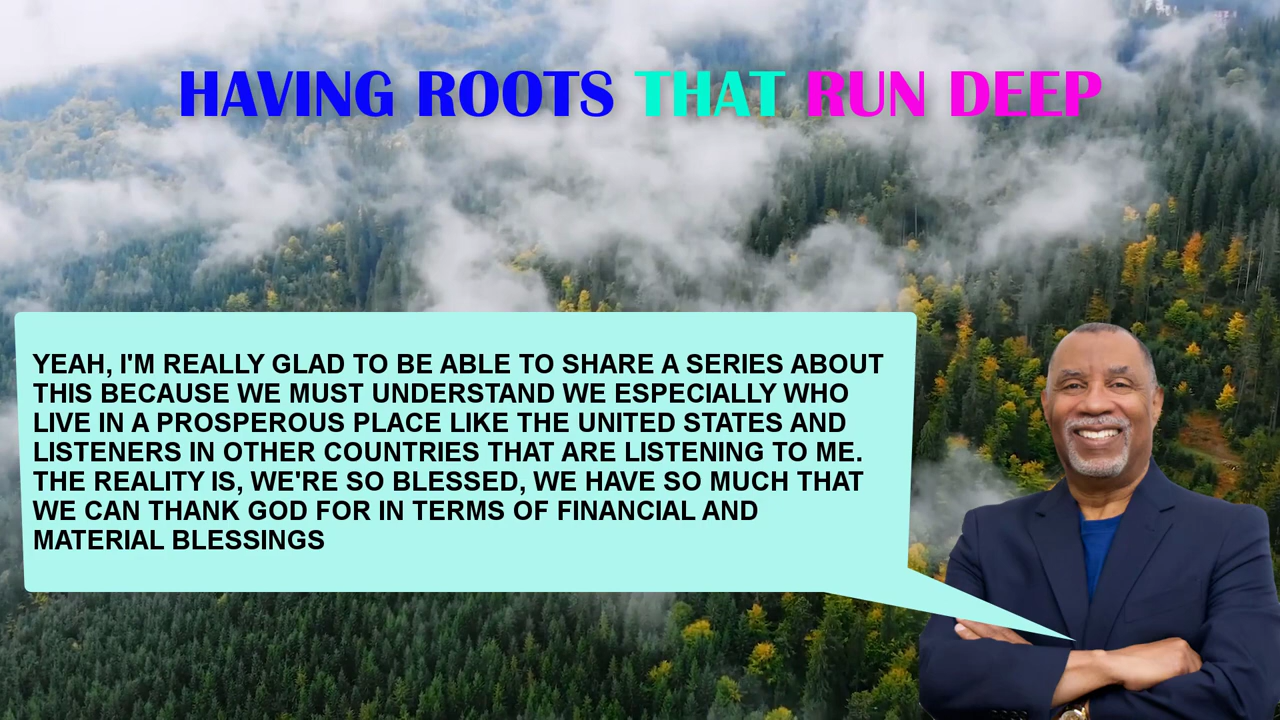 HAVING ROOTS THAT RUN DEEP
YEAH, I'M REALLY GLAD TO BE ABLE TO SHARE A SERIES ABOUT
THIS BECAUSE WE MUST UNDERSTAND WE ESPECIALLY WHO
LIVE IN A PROSPEROUS PLACE LIKE THE UNITED STATES AND
LISTENERS IN OTHER COUNTRIES THAT ARE LISTENING TO ME.
THE REALITY IS, WE'RE SO BLESSED, WE HAVE SO MUCH THAT
WE CAN THANK GOD FOR IN TERMS OF FINANCIAL AND
MATERIAL BLESSINGS